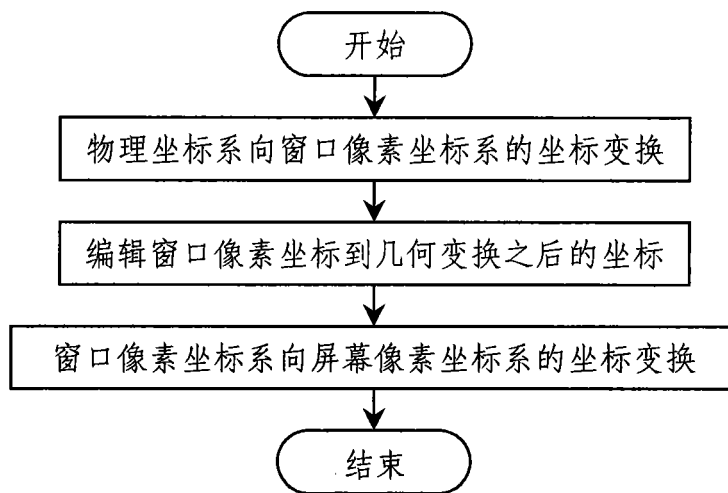 开始
物理坐标系向窗口像素坐标系的坐标变换
编辑窗口像素坐标到几何变换之后的坐标
窗口像素坐标系向屏幕像素坐标系的坐标变换
结束